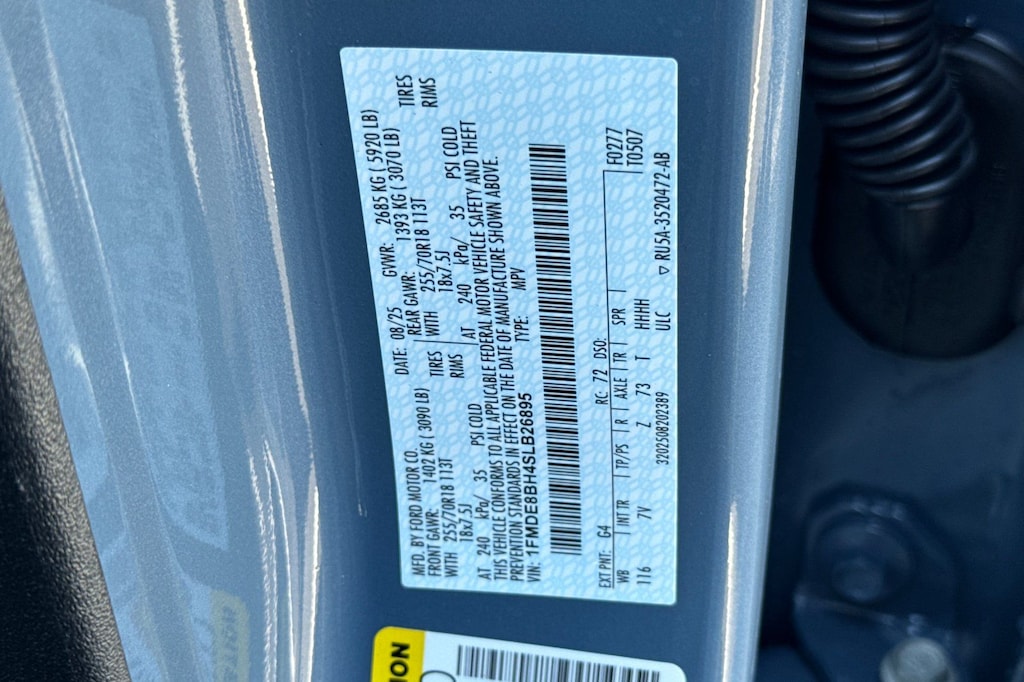 MFD. BY FORD MOTOR CO. DATE: 08/25 GVWR: 2685 KG ( 5920 LB)
FRONT GAWR: 1402 KG ( 3090 LB) REAR GAWR: 1393 KG ( 3070 LB)
WITH 255/70R18 113T TIRES WITH 255/70R18 113T TIRES
18x7.5J RIMS 18x7.5J RIMS
AT 240 kPa/ 35 PSI COLD AT 240 kPa/ 35 PSI COLD
THIS VEHICLE CONFORMS TO ALL APPLICABLE FEDERAL MOTOR VEHICLE SAFETY AND THEFT
PREVENTION STANDARDS IN EFFECT ON THE DATE OF MANUFACTURE SHOWN ABOVE.
VIN: 1FMDE8BH4SLB26895 TYPE: MPV
EXT PNT: G4 RC: 72 DSO: F0277
WB INT TR TP/PS R AXLE TR SPR T0507
116 7V Z 73 T HHHH
3202508202389 ULC RU5A-3520472-AB